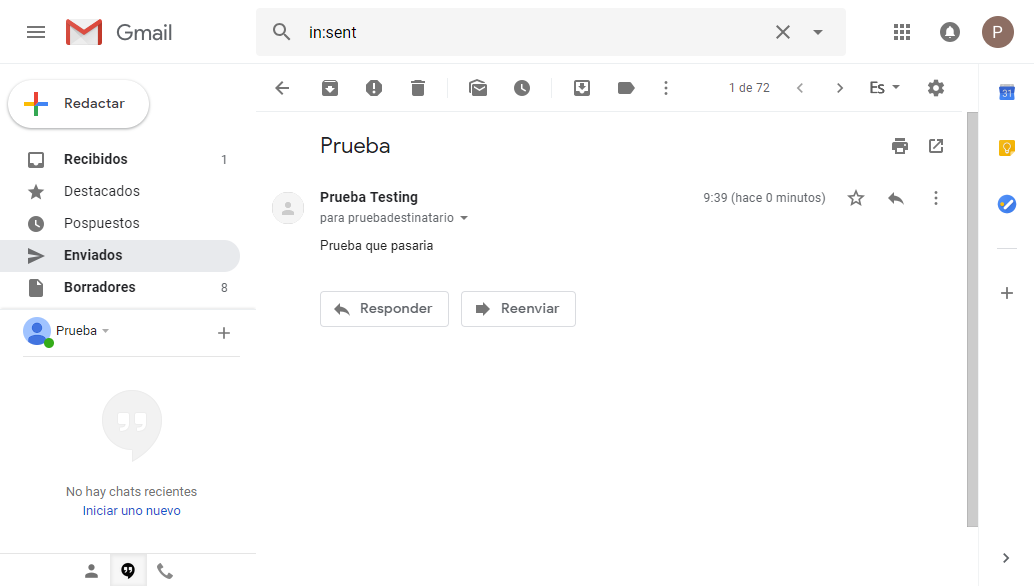 Gmail
in:sent
P
Redactar
1 de 72
Es
31
Recibidos 1
Destacados
Pospuestos
Enviados
Borradores 8
Prueba
Prueba Testing
9:39 (hace 0 minutos)
para pruebadestinatario
Prueba que pasaria
Responder
Reenviar
Prueba
No hay chats recientes
Iniciar uno nuevo